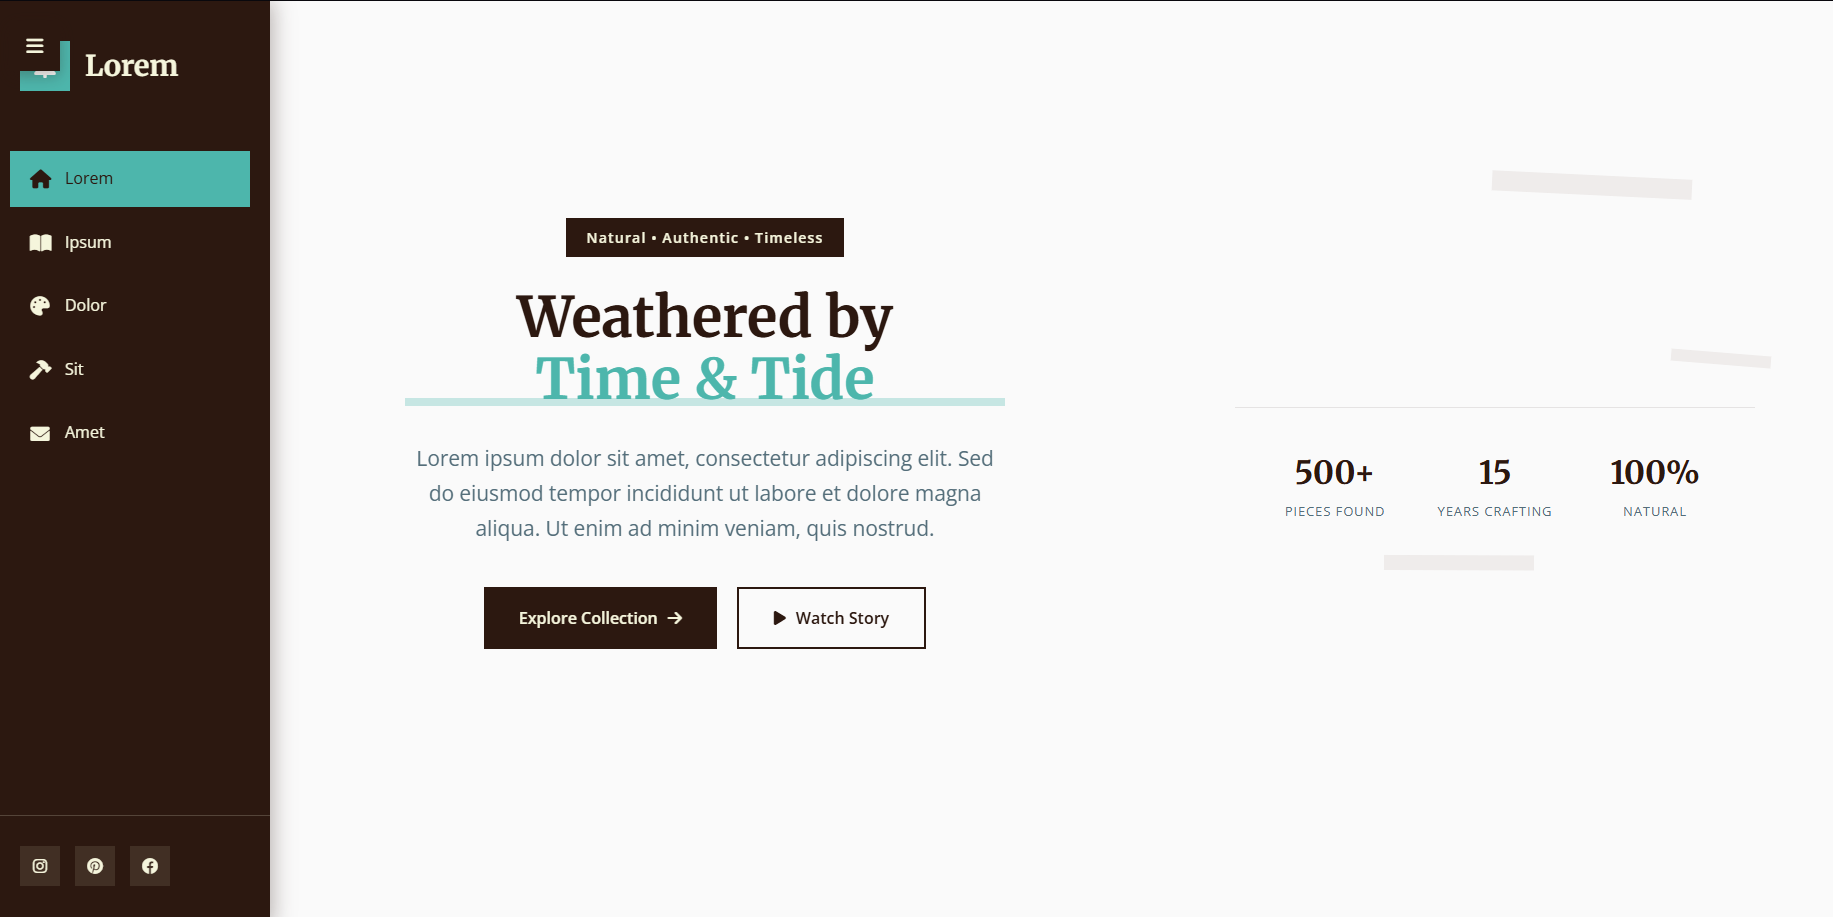 Lorem
Lorem
Ipsum
Dolor
Sit
Amet
Natural • Authentic • Timeless
Weathered by
Time & Tide
Lorem ipsum dolor sit amet, consectetur adipiscing elit. Sed
do eiusmod tempor incididunt ut labore et dolore magna
aliqua. Ut enim ad minim veniam, quis nostrud.
Explore Collection
Watch Story
500+
PIECES FOUND
15
YEARS CRAFTING
100%
NATURAL